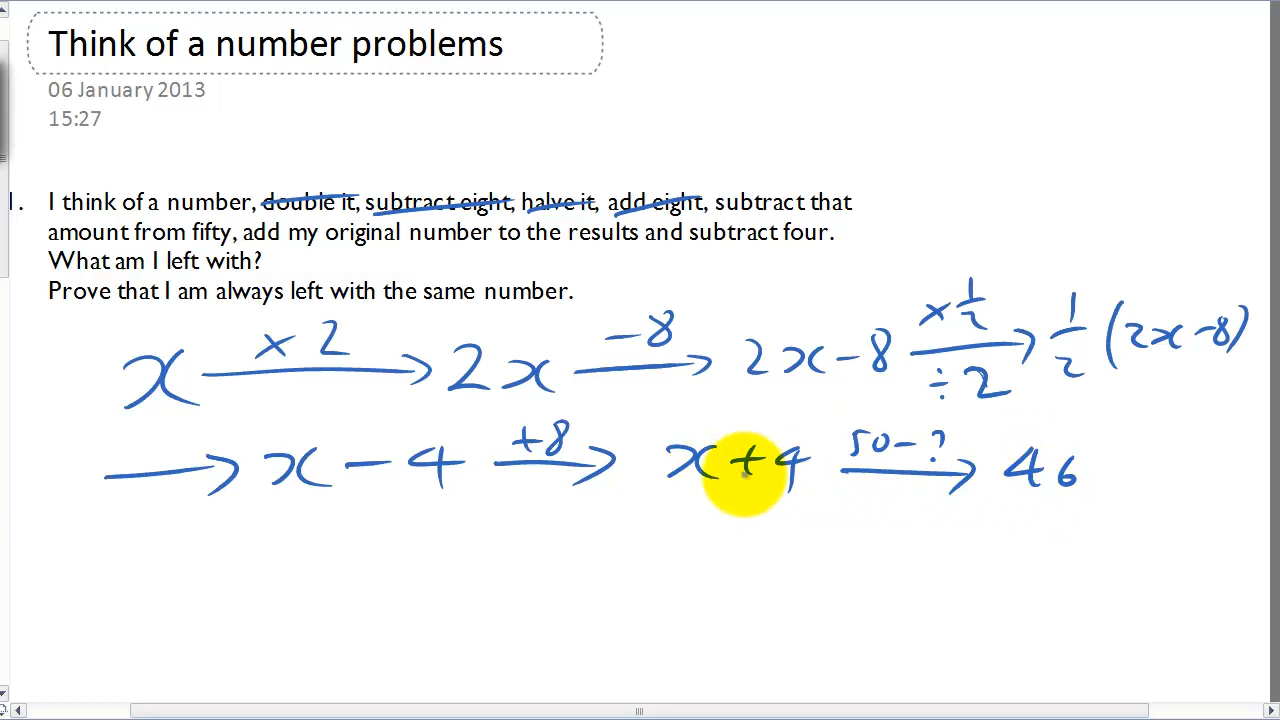 Think of a number problems
06 January 2013
15:27
1. I think of a number, double it, subtract eight, halve it, add eight, subtract that
amount from fifty, add my original number to the results and subtract four.
What am I left with?
Prove that I am always left with the same number.
x ×2→ 2x −8→ 2x −8 ×1/2 ÷2→ 1/2 (2x −8)
→ x − 4 +8→ x + 4 50−?→ 46